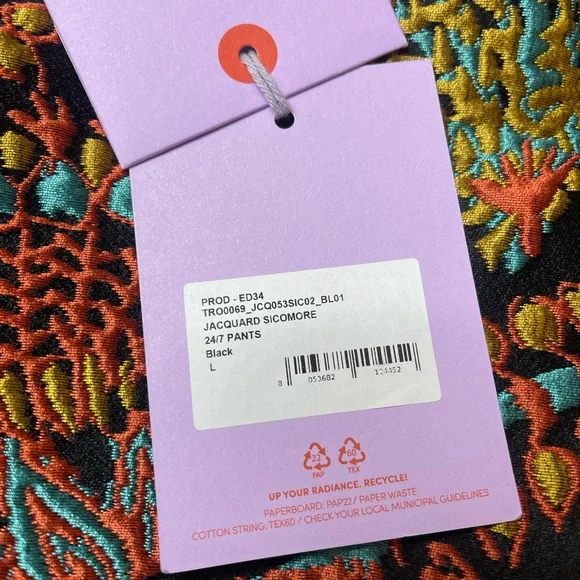 PROD - ED34
TRO0069_JCQ053SIC02_BL01
JACQUARD SICOMORE
24/7 PANTS
Black
L
8 053682 104452
22
PAP
60
TEX
UP YOUR RADIANCE. RECYCLE!
PAPERBOARD: PAP22 / PAPER WASTE
COTTON STRING: TEX60 / CHECK YOUR LOCAL MUNICIPAL GUIDELINES